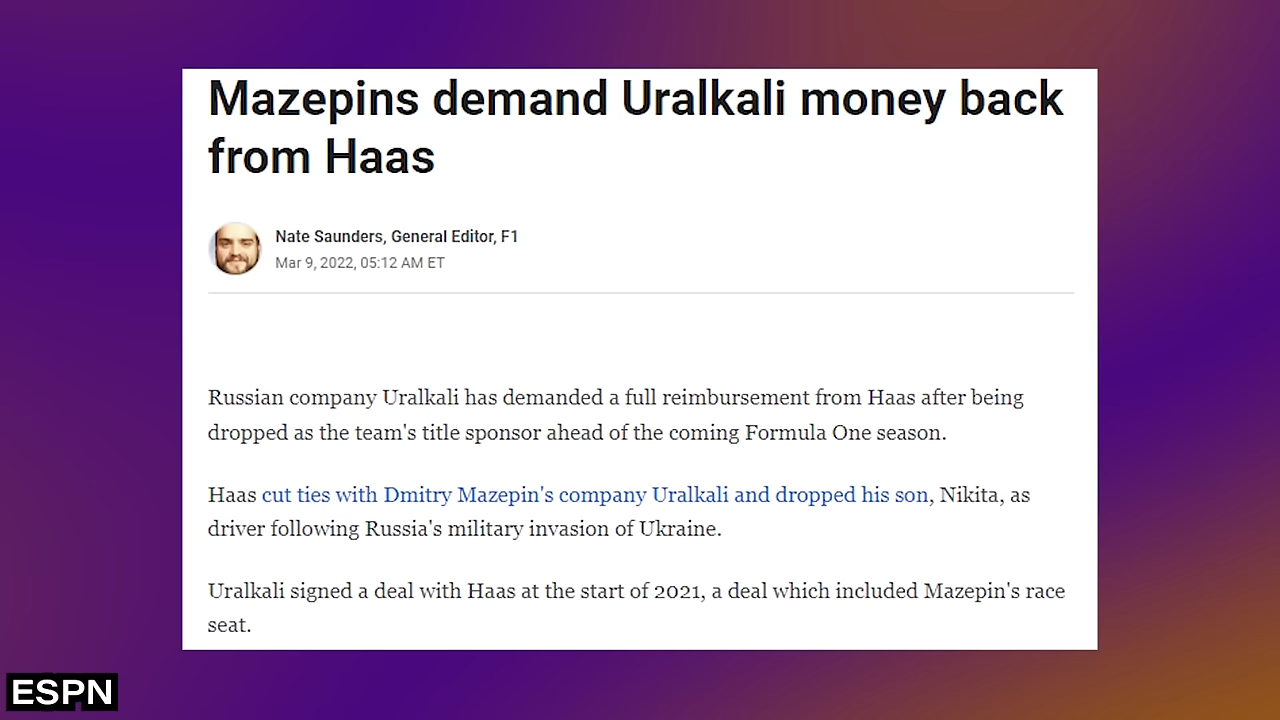 Mazepins demand Uralkali money back
from Haas
Nate Saunders, General Editor, F1
Mar 9, 2022, 05:12 AM ET
Russian company Uralkali has demanded a full reimbursement from Haas after being
dropped as the team's title sponsor ahead of the coming Formula One season.
Haas cut ties with Dmitry Mazepin's company Uralkali and dropped his son, Nikita, as
driver following Russia's military invasion of Ukraine.
Uralkali signed a deal with Haas at the start of 2021, a deal which included Mazepin's race
seat.
ESPN